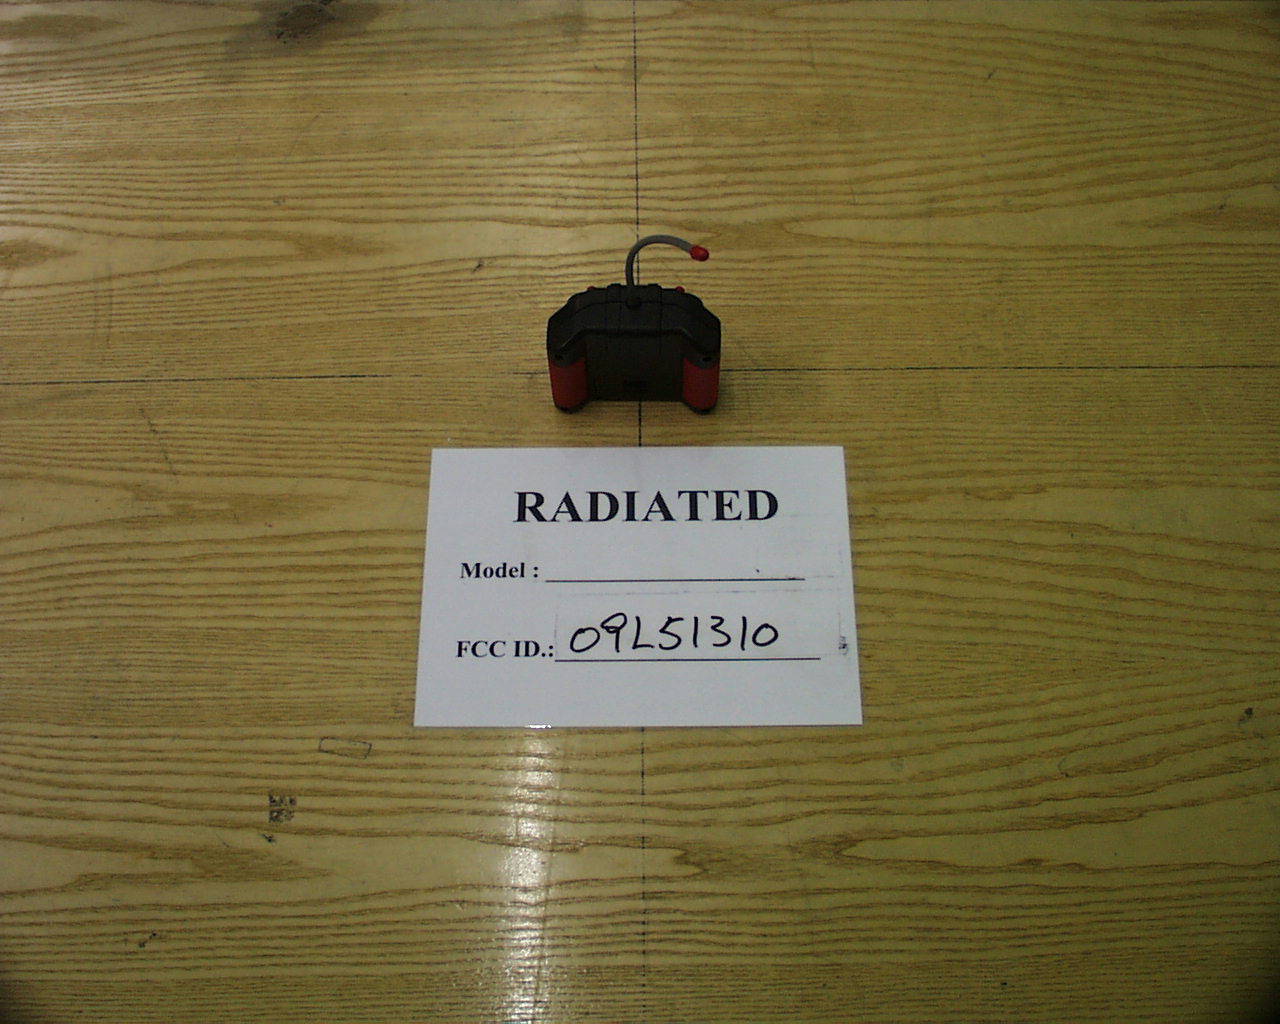 RADIATED
Model :
FCC ID.: 09L51310